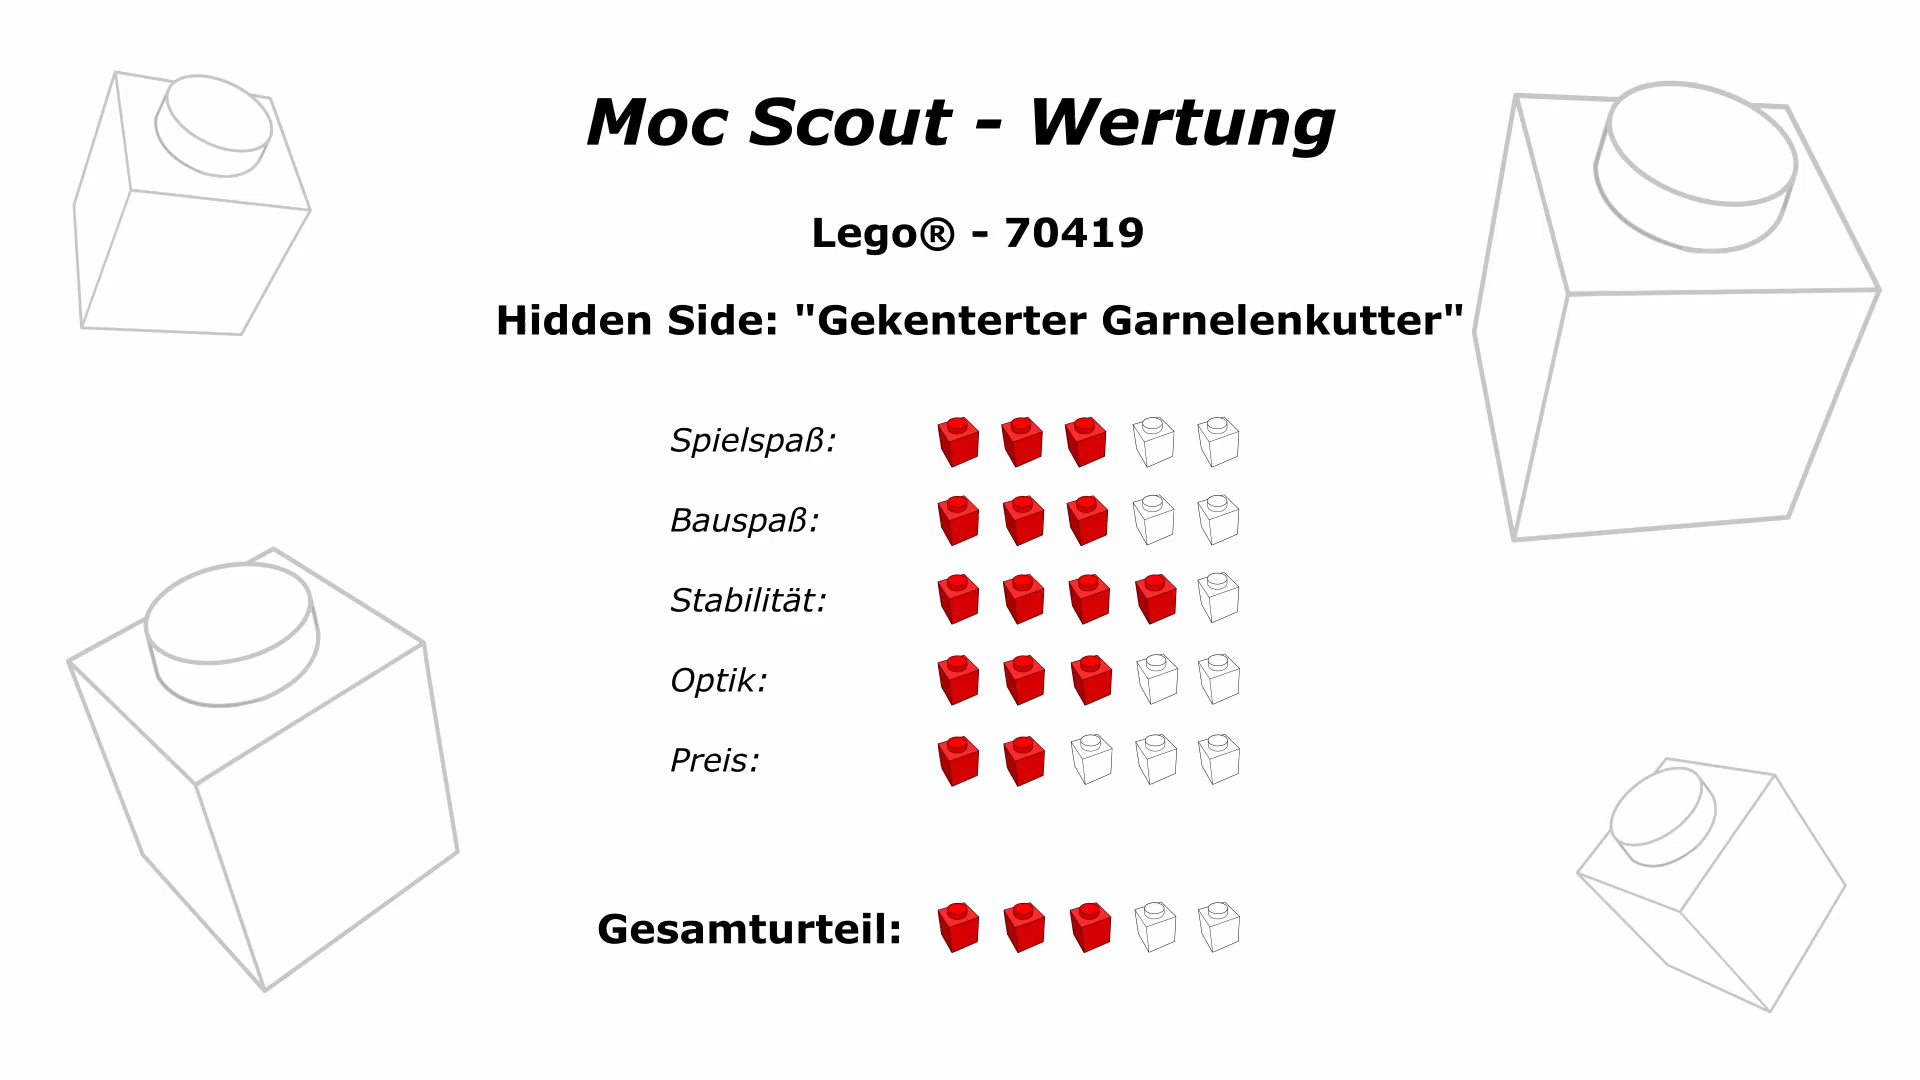 Moc Scout - Wertung
Lego® - 70419
Hidden Side: "Gekenterter Garnelenkutter"
Spielspaß:
Bauspaß:
Stabilität:
Optik:
Preis:
Gesamturteil: